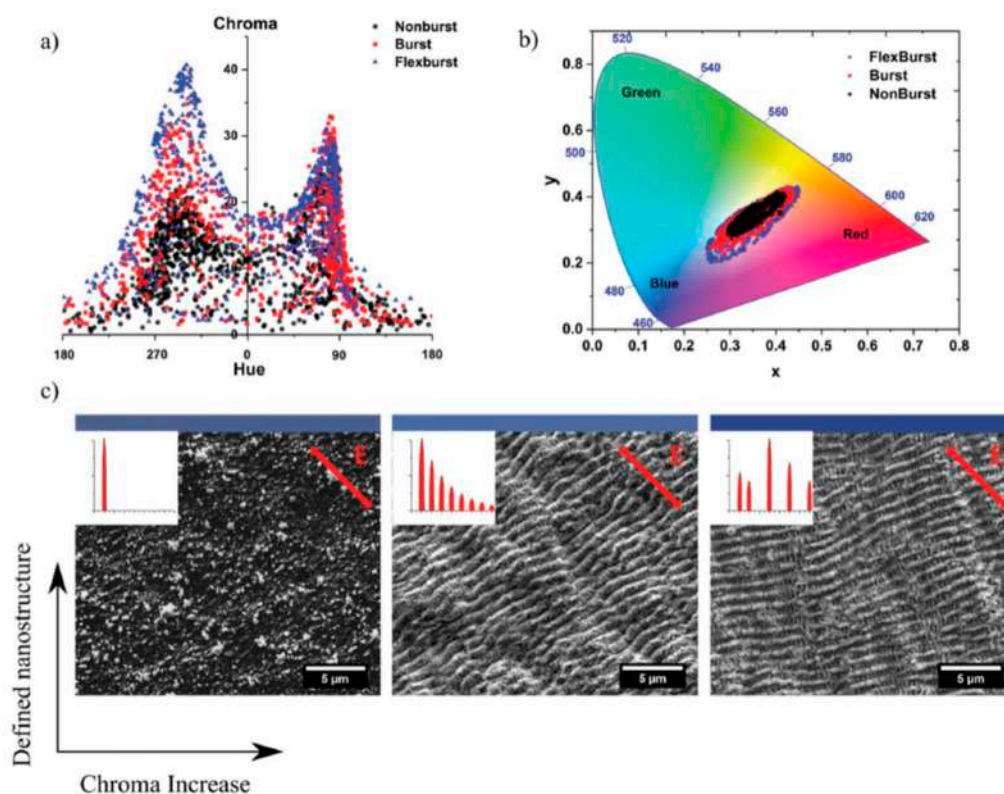 a)
Chroma
Nonburst
Burst
Flexburst
40
30
20
10
0
180
270
0
90
180
Hue
b)
FlexBurst
Burst
NonBurst
520
540
560
580
600
620
500
480
460
Green
Red
Blue
y
0.8
0.6
0.4
0.2
0.0
0.0
0.1
0.2
0.3
0.4
0.5
0.6
0.7
0.8
x
c)
E
E
E
5 µm
5 µm
5 µm
Defined nanostructure
Chroma Increase